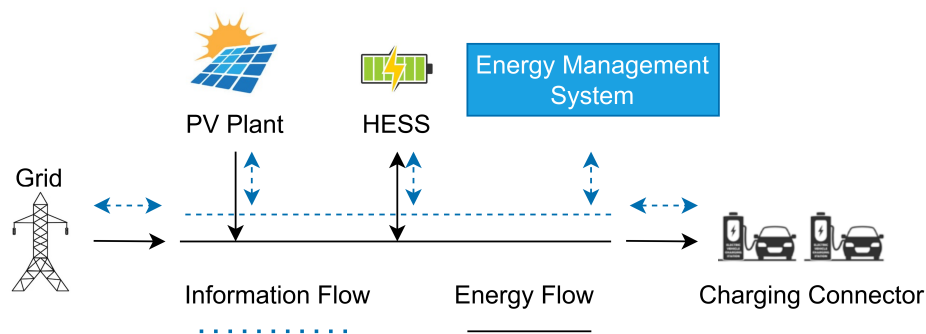 Energy Management
System
PV Plant
HESS
Grid
Information Flow
Energy Flow
Charging Connector